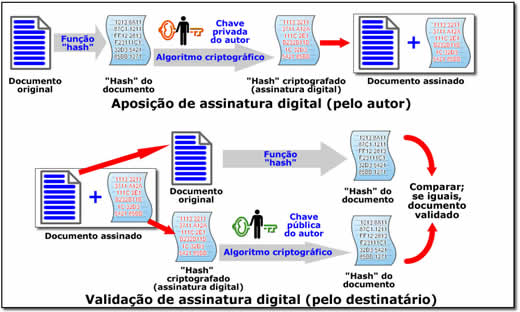 Função
"hash"
Chave
privada do
autor
Algoritmo criptográfico
+
Documento
original
"Hash" do
documento
"Hash" criptografado
(assinatura digital)
Documento assinado
Aposição de assinatura digital (pelo autor)
Função
"hash"
Documento
original
"Hash" do
documento
Comparar;
se iguais,
documento
validado
+
Documento assinado
Chave
pública
do autor
Algoritmo criptográfico
"Hash"
criptografado
(assinatura digital)
"Hash" do
documento
Validação de assinatura digital (pelo destinatário)